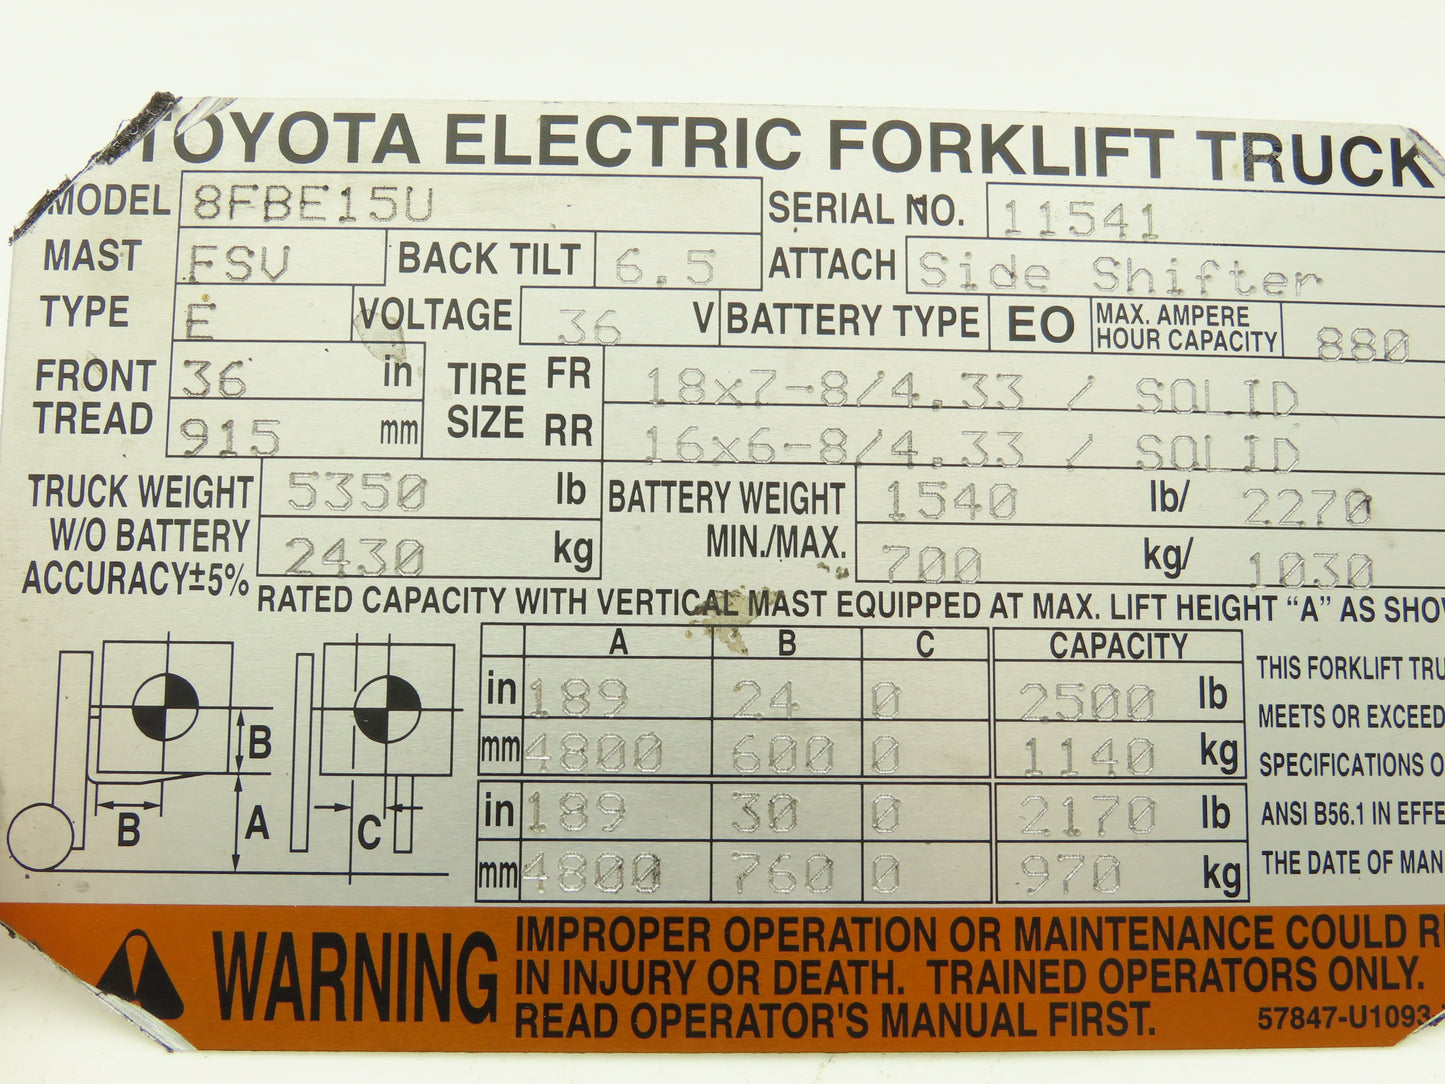 TOYOTA ELECTRIC FORKLIFT TRUCK
MODEL 8FBE15U SERIAL NO. 11541
MAST FSV BACK TILT 6.5 ATTACH Side Shifter
TYPE E VOLTAGE 36 V BATTERY TYPE EO MAX. AMPERE HOUR CAPACITY 880
FRONT TREAD 36 in TIRE SIZE FR 18x7-8/4.33 / SOLID
915 mm RR 16x6-8/4.33 / SOLID
TRUCK WEIGHT W/O BATTERY ACCURACY±5% 5350 lb BATTERY WEIGHT MIN./MAX. 1540 lb/ 2270
2430 kg 700 kg/ 1030
RATED CAPACITY WITH VERTICAL MAST EQUIPPED AT MAX. LIFT HEIGHT “A” AS SHOW
A B C CAPACITY
in 189 24 0 2500 lb
mm 4800 600 0 1140 kg
in 189 30 0 2170 lb
mm 4800 760 0 970 kg
B
B
A
C
THIS FORKLIFT TRU
MEETS OR EXCEED
SPECIFICATIONS O
ANSI B56.1 IN EFFE
THE DATE OF MAN
WARNING
IMPROPER OPERATION OR MAINTENANCE COULD R
IN INJURY OR DEATH. TRAINED OPERATORS ONLY.
READ OPERATOR'S MANUAL FIRST.
57847-U1093